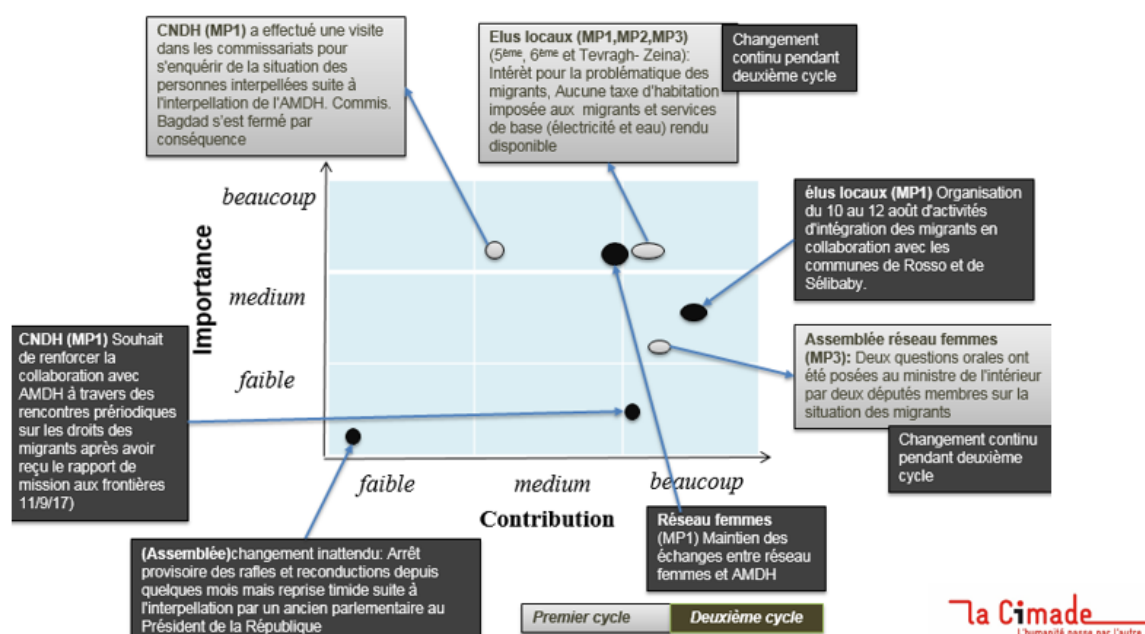 CNDH (MP1) a effectué une visite
dans les commissariats pour
s'enquérir de la situation des
personnes interpellées suite à
l'interpellation de l'AMDH. Commis.
Bagdad s'est fermé par
conséquence
Elus locaux (MP1,MP2,MP3)
(5ème, 6ème et Tevragh- Zeina):
Intérèt pour la problématique des
migrants, Aucune taxe d'habitation
imposée aux migrants et services
de base (électricité et eau) rendu
disponible
Changement
continu pendant
deuxième cycle
élus locaux (MP1) Organisation
du 10 au 12 août d'activités
d'intégration des migrants en
collaboration avec les
communes de Rosso et de
Sélibaby.
Importance
beaucoup
medium
faible
CNDH (MP1) Souhait
de renforcer la
collaboration avec
AMDH à travers des
rencontres prériodiques
sur les droits des
migrants après avoir
reçu le rapport de
mission aux frontières
11/9/17)
Assemblée réseau femmes
(MP3): Deux questions orales ont
été posées au ministre de l'intérieur
par deux députés membres sur la
situation des migrants
Changement continu
pendant deuxième
cycle
faible
medium
beaucoup
Contribution
Réseau femmes
(MP1) Maintien des
échanges entre réseau
femmes et AMDH
(Assemblée)changement inattendu: Arrêt
provisoire des rafles et reconductions depuis
quelques mois mais reprise timide suite à
l'interpellation par un ancien parlementaire au
Président de la République
Premier cycle
Deuxième cycle
la Cimade
L'humanité passe par l'autre